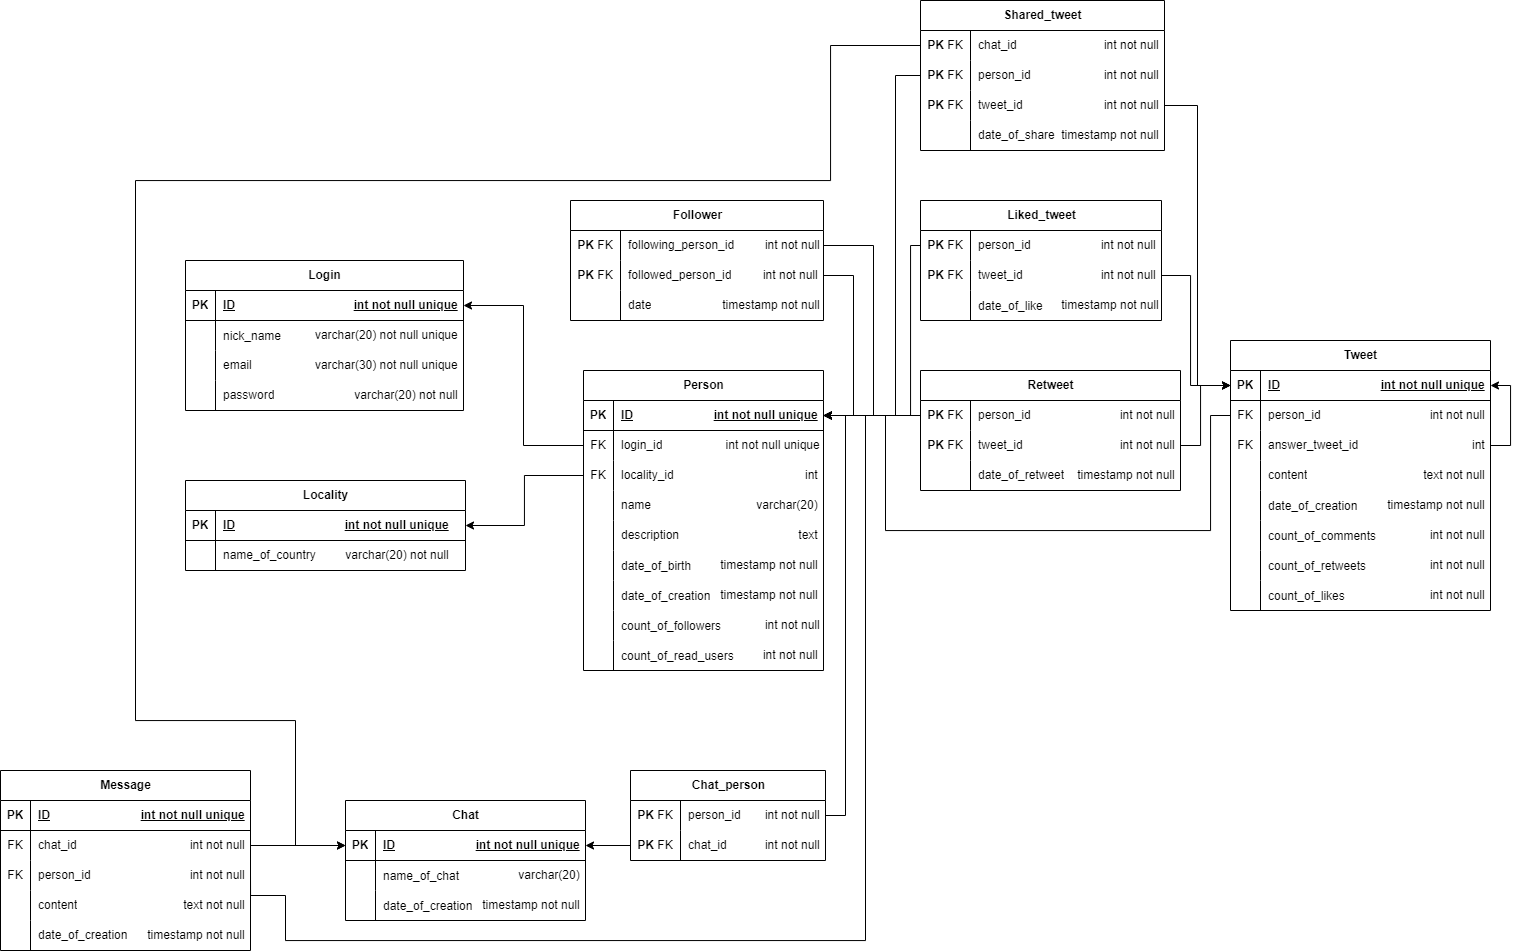 Shared_tweet
PK FK chat_id int not null
PK FK person_id int not null
PK FK tweet_id int not null
date_of_share timestamp not null
Follower
PK FK following_person_id int not null
PK FK followed_person_id int not null
date timestamp not null
Liked_tweet
PK FK person_id int not null
PK FK tweet_id int not null
date_of_like timestamp not null
Login
PK ID int not null unique
nick_name varchar(20) not null unique
email varchar(30) not null unique
password varchar(20) not null
Tweet
PK ID int not null unique
FK person_id int not null
FK answer_tweet_id int
content text not null
date_of_creation timestamp not null
count_of_comments int not null
count_of_retweets int not null
count_of_likes int not null
Person
PK ID int not null unique
FK login_id int not null unique
FK locality_id int
name varchar(20)
description text
date_of_birth timestamp not null
date_of_creation timestamp not null
count_of_followers int not null
count_of_read_users int not null
Retweet
PK FK person_id int not null
PK FK tweet_id int not null
date_of_retweet timestamp not null
Locality
PK ID int not null unique
name_of_country varchar(20) not null
Message
PK ID int not null unique
FK chat_id int not null
FK person_id int not null
content text not null
date_of_creation timestamp not null
Chat
PK ID int not null unique
name_of_chat varchar(20)
date_of_creation timestamp not null
Chat_person
PK FK person_id int not null
PK FK chat_id int not null